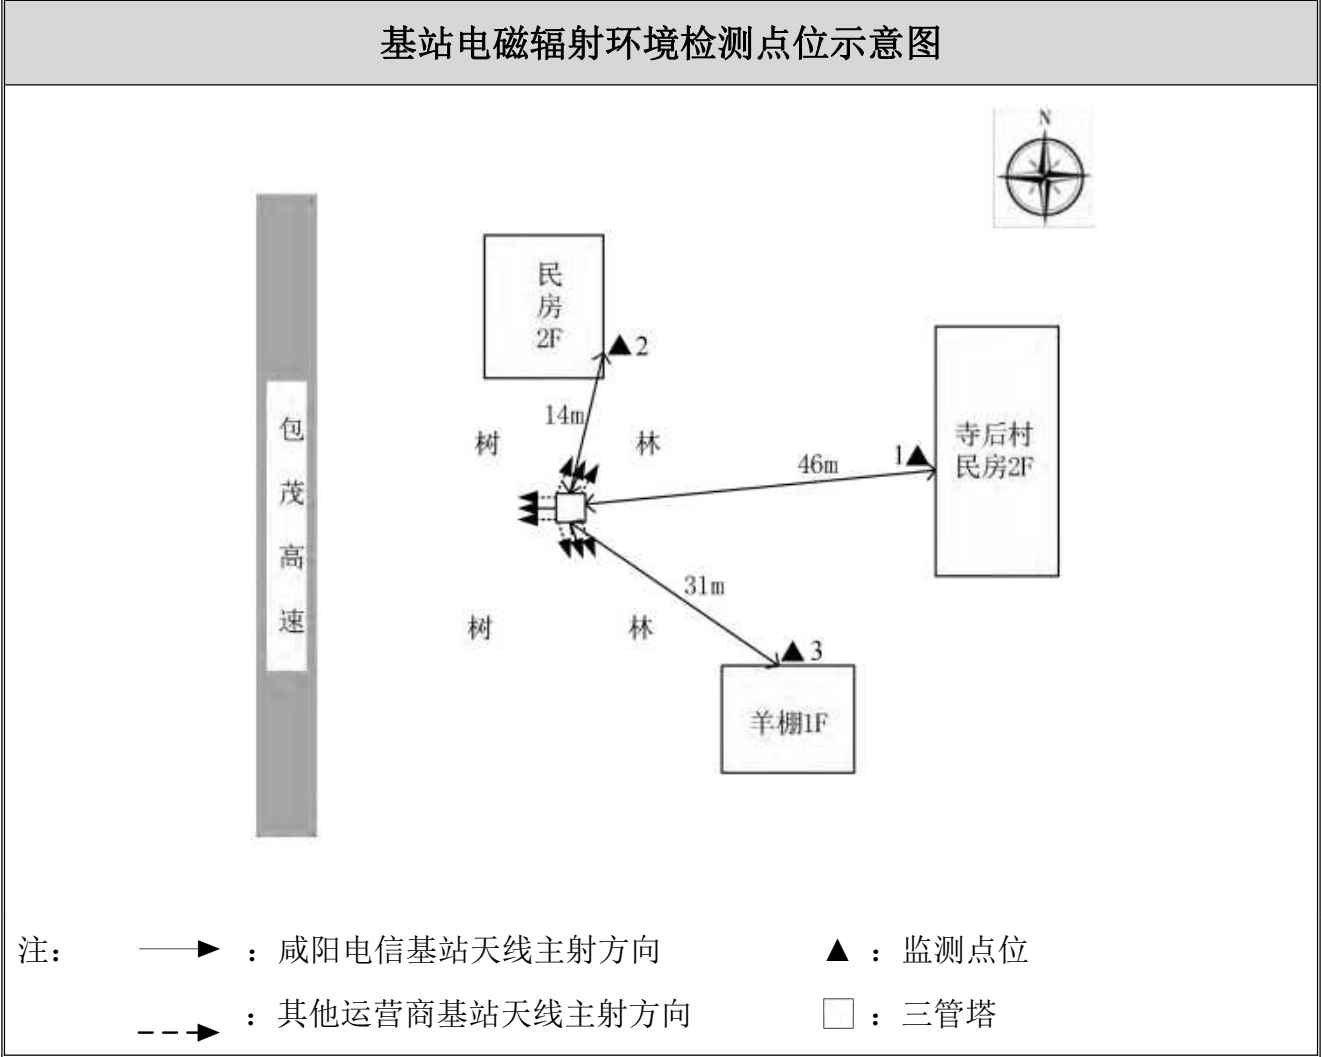 基站电磁辐射环境检测点位示意图
N
民
房
2F
▲2
14m
树 林
包
茂
高
速
1▲
46m
寺后村
民房2F
31m
树 林
▲3
羊棚1F
注： ：咸阳电信基站天线主射方向 ▲：监测点位
：其他运营商基站天线主射方向 ：三管塔